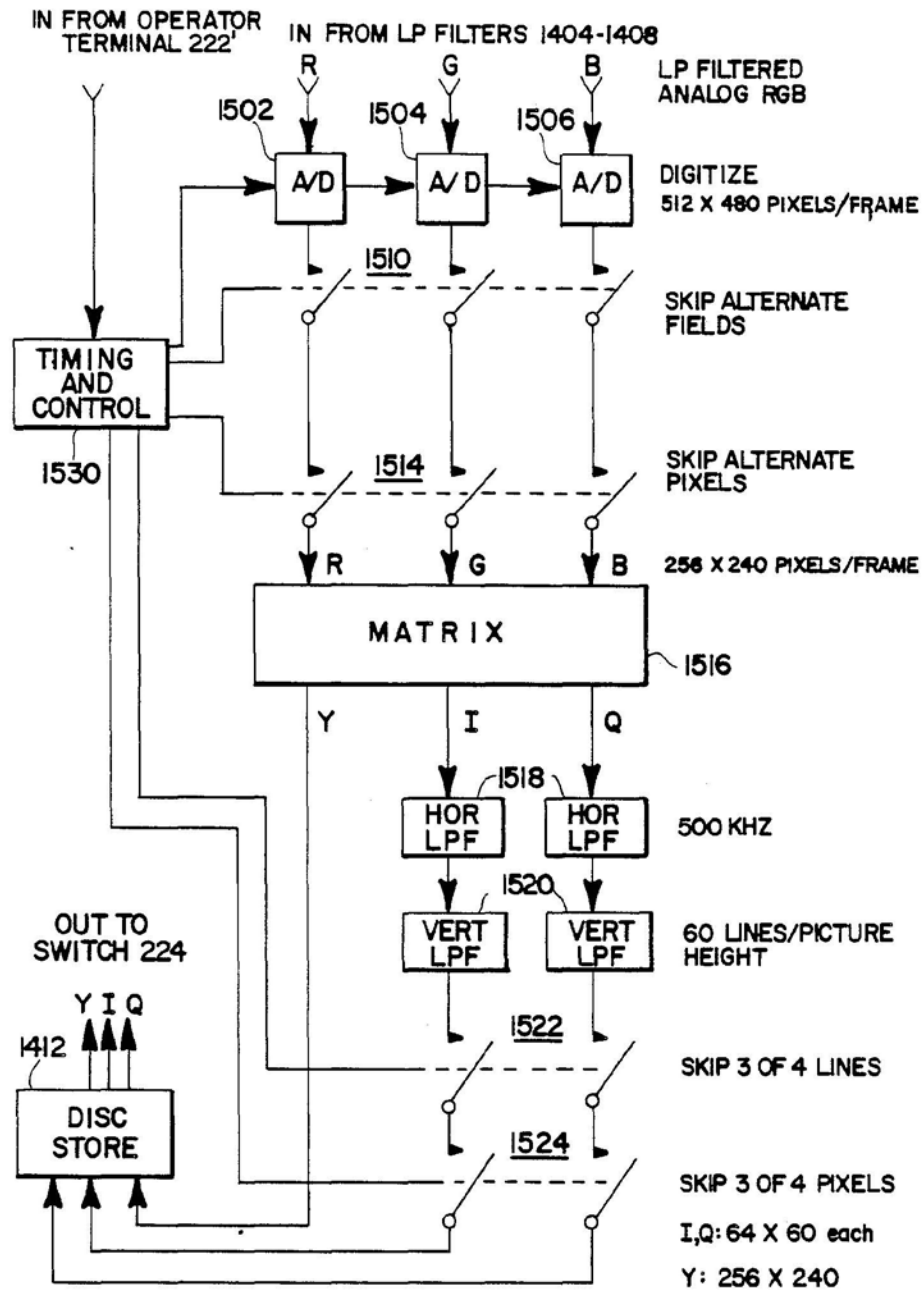 IN FROM OPERATOR
TERMINAL 222'
IN FROM LP FILTERS 1404-1408
R
G
B
LP FILTERED
ANALOG RGB
1502
1504
1506
A/D
A/D
A/D
DIGITIZE
512 X 480 PIXELS/FRAME
1510
SKIP ALTERNATE
FIELDS
TIMING
AND
CONTROL
1530
1514
SKIP ALTERNATE
PIXELS
R
G
B
256 X 240 PIXELS/FRAME
MATRIX
1516
Y
I
Q
1518
HOR
LPF
HOR
LPF
500 KHZ
1520
VERT
LPF
VERT
LPF
60 LINES/PICTURE
HEIGHT
OUT TO
SWITCH 224
Y I Q
1412
DISC
STORE
1522
SKIP 3 OF 4 LINES
1524
SKIP 3 OF 4 PIXELS
I,Q: 64 X 60 each
Y: 256 X 240